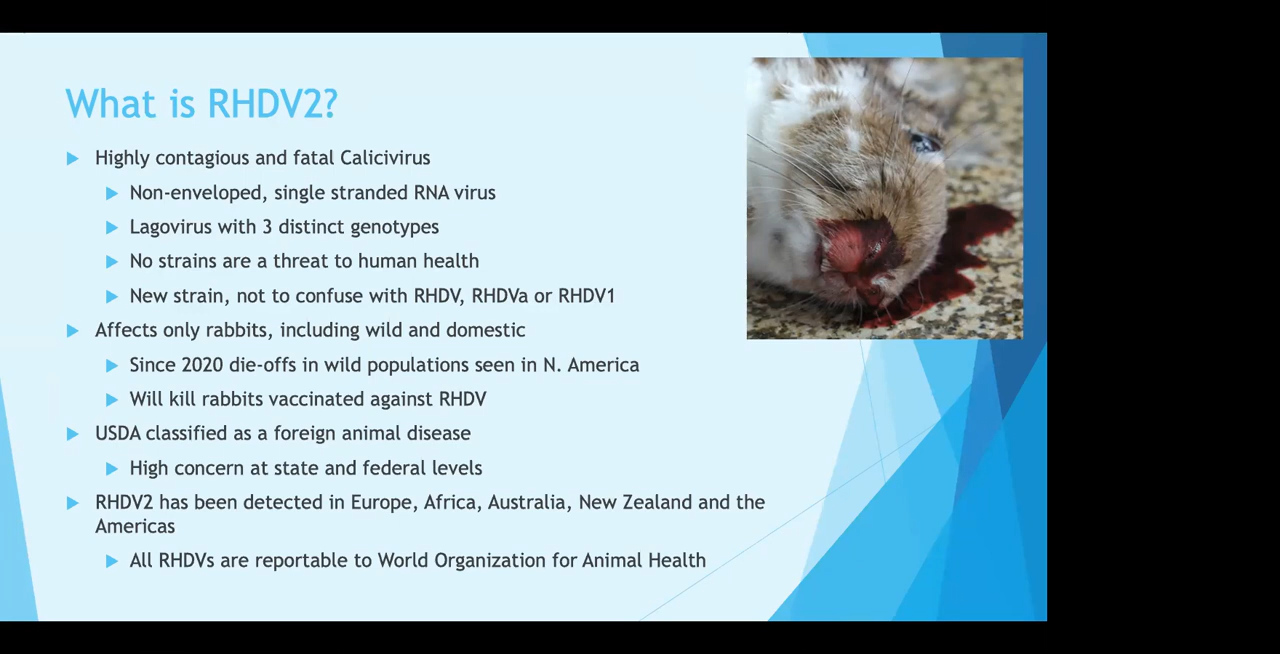 What is RHDV2?
Highly contagious and fatal Calicivirus
Non-enveloped, single stranded RNA virus
Lagovirus with 3 distinct genotypes
No strains are a threat to human health
New strain, not to confuse with RHDV, RHDVa or RHDV1
Affects only rabbits, including wild and domestic
Since 2020 die-offs in wild populations seen in N. America
Will kill rabbits vaccinated against RHDV
USDA classified as a foreign animal disease
High concern at state and federal levels
RHDV2 has been detected in Europe, Africa, Australia, New Zealand and the
Americas
All RHDVs are reportable to World Organization for Animal Health